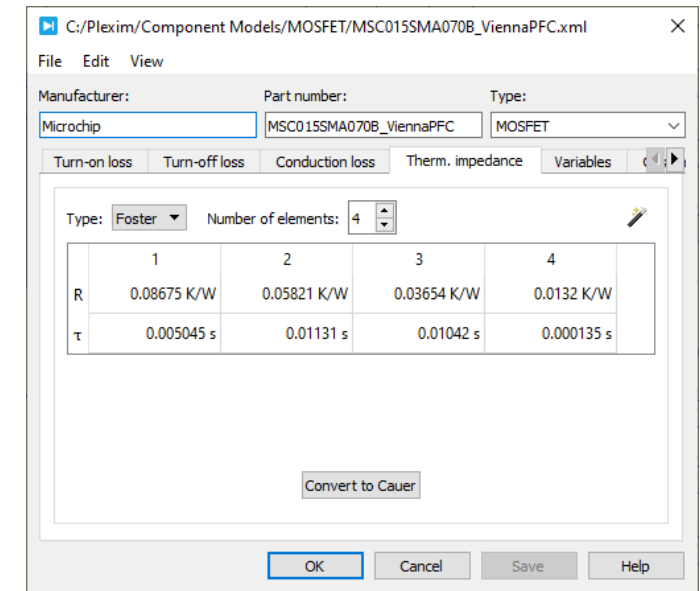 C:/Plexim/Component Models/MOSFET/MSC015SMA070B_ViennaPFC.xml
File Edit View
Manufacturer: Part number: Type:
Microchip MSC015SMA070B_ViennaPFC MOSFET
Turn-on loss Turn-off loss Conduction loss Therm. impedance Variables
Type: Foster Number of elements: 4
1 2 3 4
R 0.08675 K/W 0.05821 K/W 0.03654 K/W 0.0132 K/W
τ 0.005045 s 0.01131 s 0.01042 s 0.000135 s
Convert to Cauer
OK Cancel Save Help